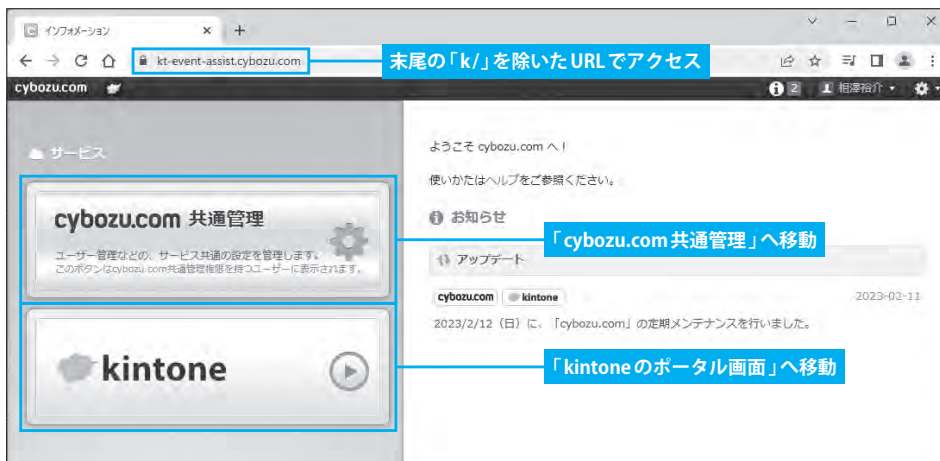 インフォメーション
kt-event-assist.cybozu.com
末尾の「k/」を除いたURLでアクセス
cybozu.com
2 相澤裕介
サービス
ようこそ cybozu.com へ！
使いかたはヘルプをご参照ください。
お知らせ
cybozu.com 共通管理
ユーザー管理などの、サービス共通の設定を管理します。
このボタンはcybozu.com共通管理権限を持つユーザーに表示されます。
「cybozu.com共通管理」へ移動
アップデート
cybozu.com kintone 2023-02-11
2023/2/12（日）に、「cybozu.com」の定期メンテナンスを行いました。
kintone
「kintoneのポータル画面」へ移動